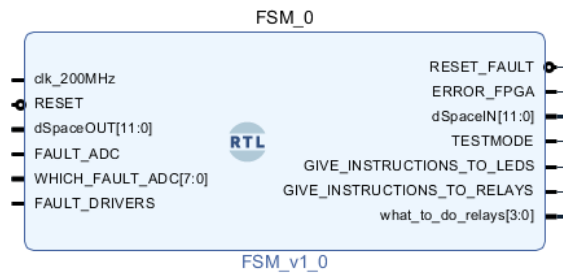 FSM_0
clk_200MHz
RESET
dSpaceOUT[11:0]
FAULT_ADC
WHICH_FAULT_ADC[7:0]
FAULT_DRIVERS
RTL
RESET_FAULT
ERROR_FPGA
dSpaceIN[11:0]
TESTMODE
GIVE_INSTRUCTIONS_TO_LEDS
GIVE_INSTRUCTIONS_TO_RELAYS
what_to_do_relays[3:0]
FSM_v1_0